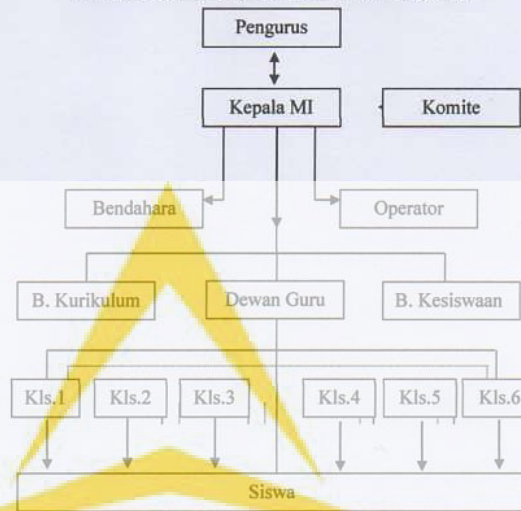 Pengurus
Kepala MI
Komite
Bendahara
Operator
B. Kurikulum
Dewan Guru
B. Kesiswaan
Kls.1
Kls.2
Kls.3
Kls.4
Kls.5
Kls.6
Siswa